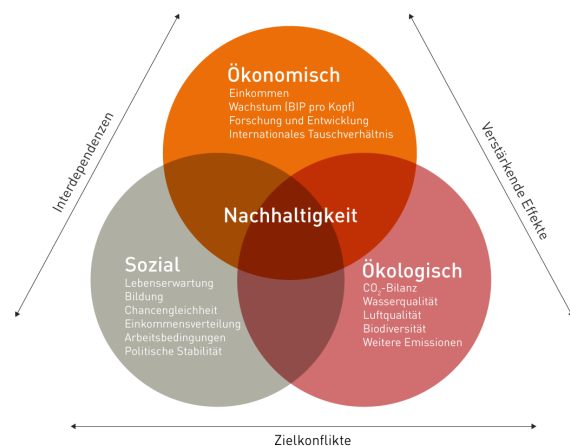 Ökonomisch
Einkommen
Wachstum (BIP pro Kopf)
Forschung und Entwicklung
Internationales Tauschverhältnis
Interdependenzen
Verstärkende Effekte
Nachhaltigkeit
Sozial
Lebenserwartung
Bildung
Chancengleichheit
Einkommensverteilung
Arbeitsbedingungen
Politische Stabilität
Ökologisch
CO₂-Bilanz
Wasserqualität
Luftqualität
Biodiversität
Weitere Emissionen
Zielkonflikte